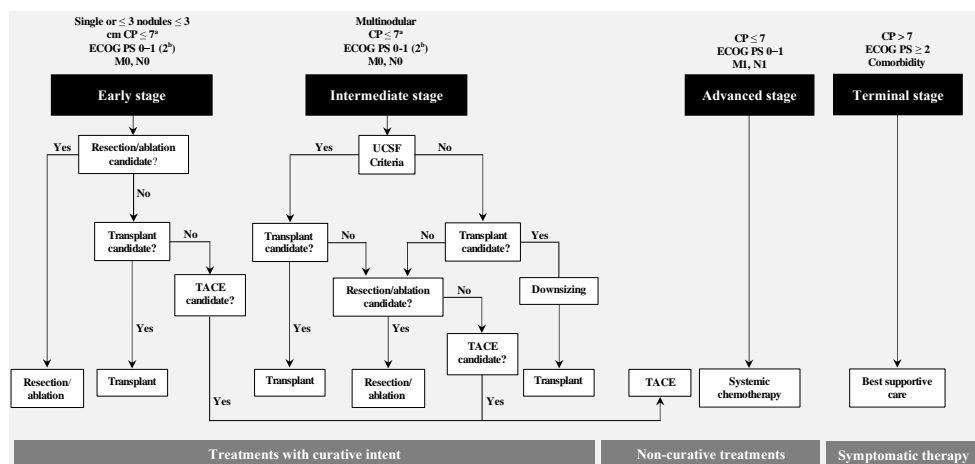 Single or ≤ 3 nodules ≤ 3
cm CP ≤ 7ª
ECOG PS 0–1 (2ᵇ)
M0, N0
Multinodular
CP ≤ 7ª
ECOG PS 0-1 (2ᵇ)
M0, N0
CP ≤ 7
ECOG PS 0–1
M1, N1
CP > 7
ECOG PS ≥ 2
Comorbidity
Early stage
Intermediate stage
Advanced stage
Terminal stage
Yes
Resection/ablation
candidate?
No
Yes
UCSF
Criteria
No
Transplant
candidate?
No
Transplant
candidate?
No
No
Transplant
candidate?
Yes
TACE
candidate?
Resection/ablation
candidate?
No
Downsizing
Yes
Yes
Yes
TACE
candidate?
Resection/
ablation
Transplant
Yes
Transplant
Resection/
ablation
Yes
Transplant
TACE
Systemic
chemotherapy
Best supportive
care
Treatments with curative intent
Non-curative treatments
Symptomatic therapy